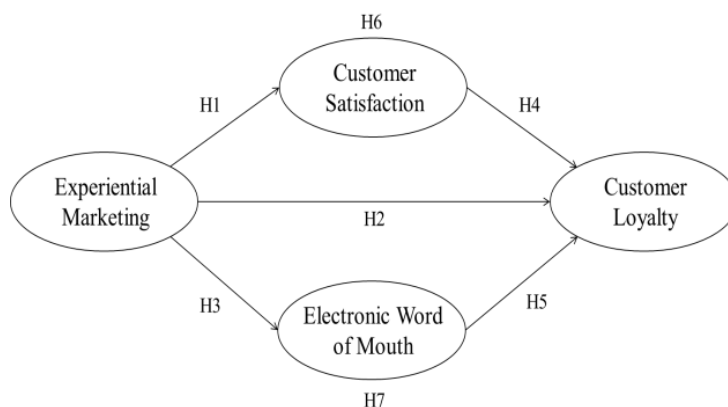 H6
Customer
Satisfaction
H1
H4
Experiential
Marketing
Customer
Loyalty
H2
H3
Electronic Word
of Mouth
H5
H7